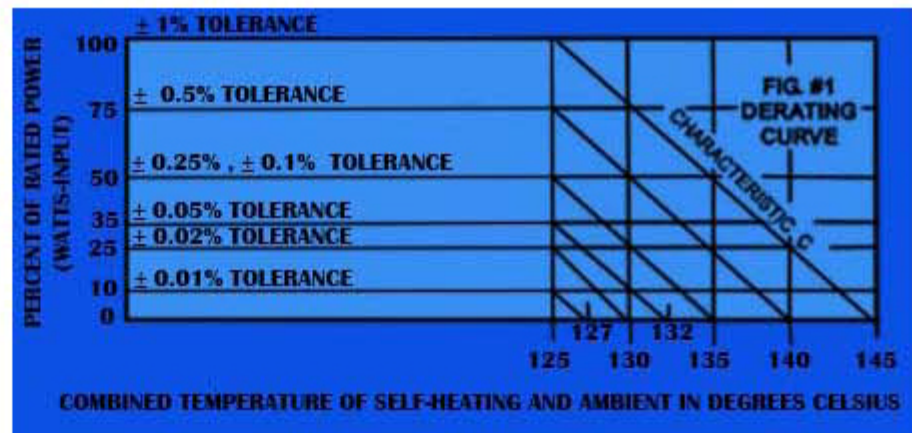 ± 1% TOLERANCE
100
± 0.5% TOLERANCE
75
± 0.25% , ± 0.1% TOLERANCE
50
± 0.05% TOLERANCE
35
± 0.02% TOLERANCE
25
± 0.01% TOLERANCE
10
0
PERCENT OF RATED POWER
(WATTS-INPUT)
FIG. #1
DERATING
CURVE
CHARACTERISTIC C
127 132
125 130 135 140 145
COMBINED TEMPERATURE OF SELF-HEATING AND AMBIENT IN DEGREES CELSIUS